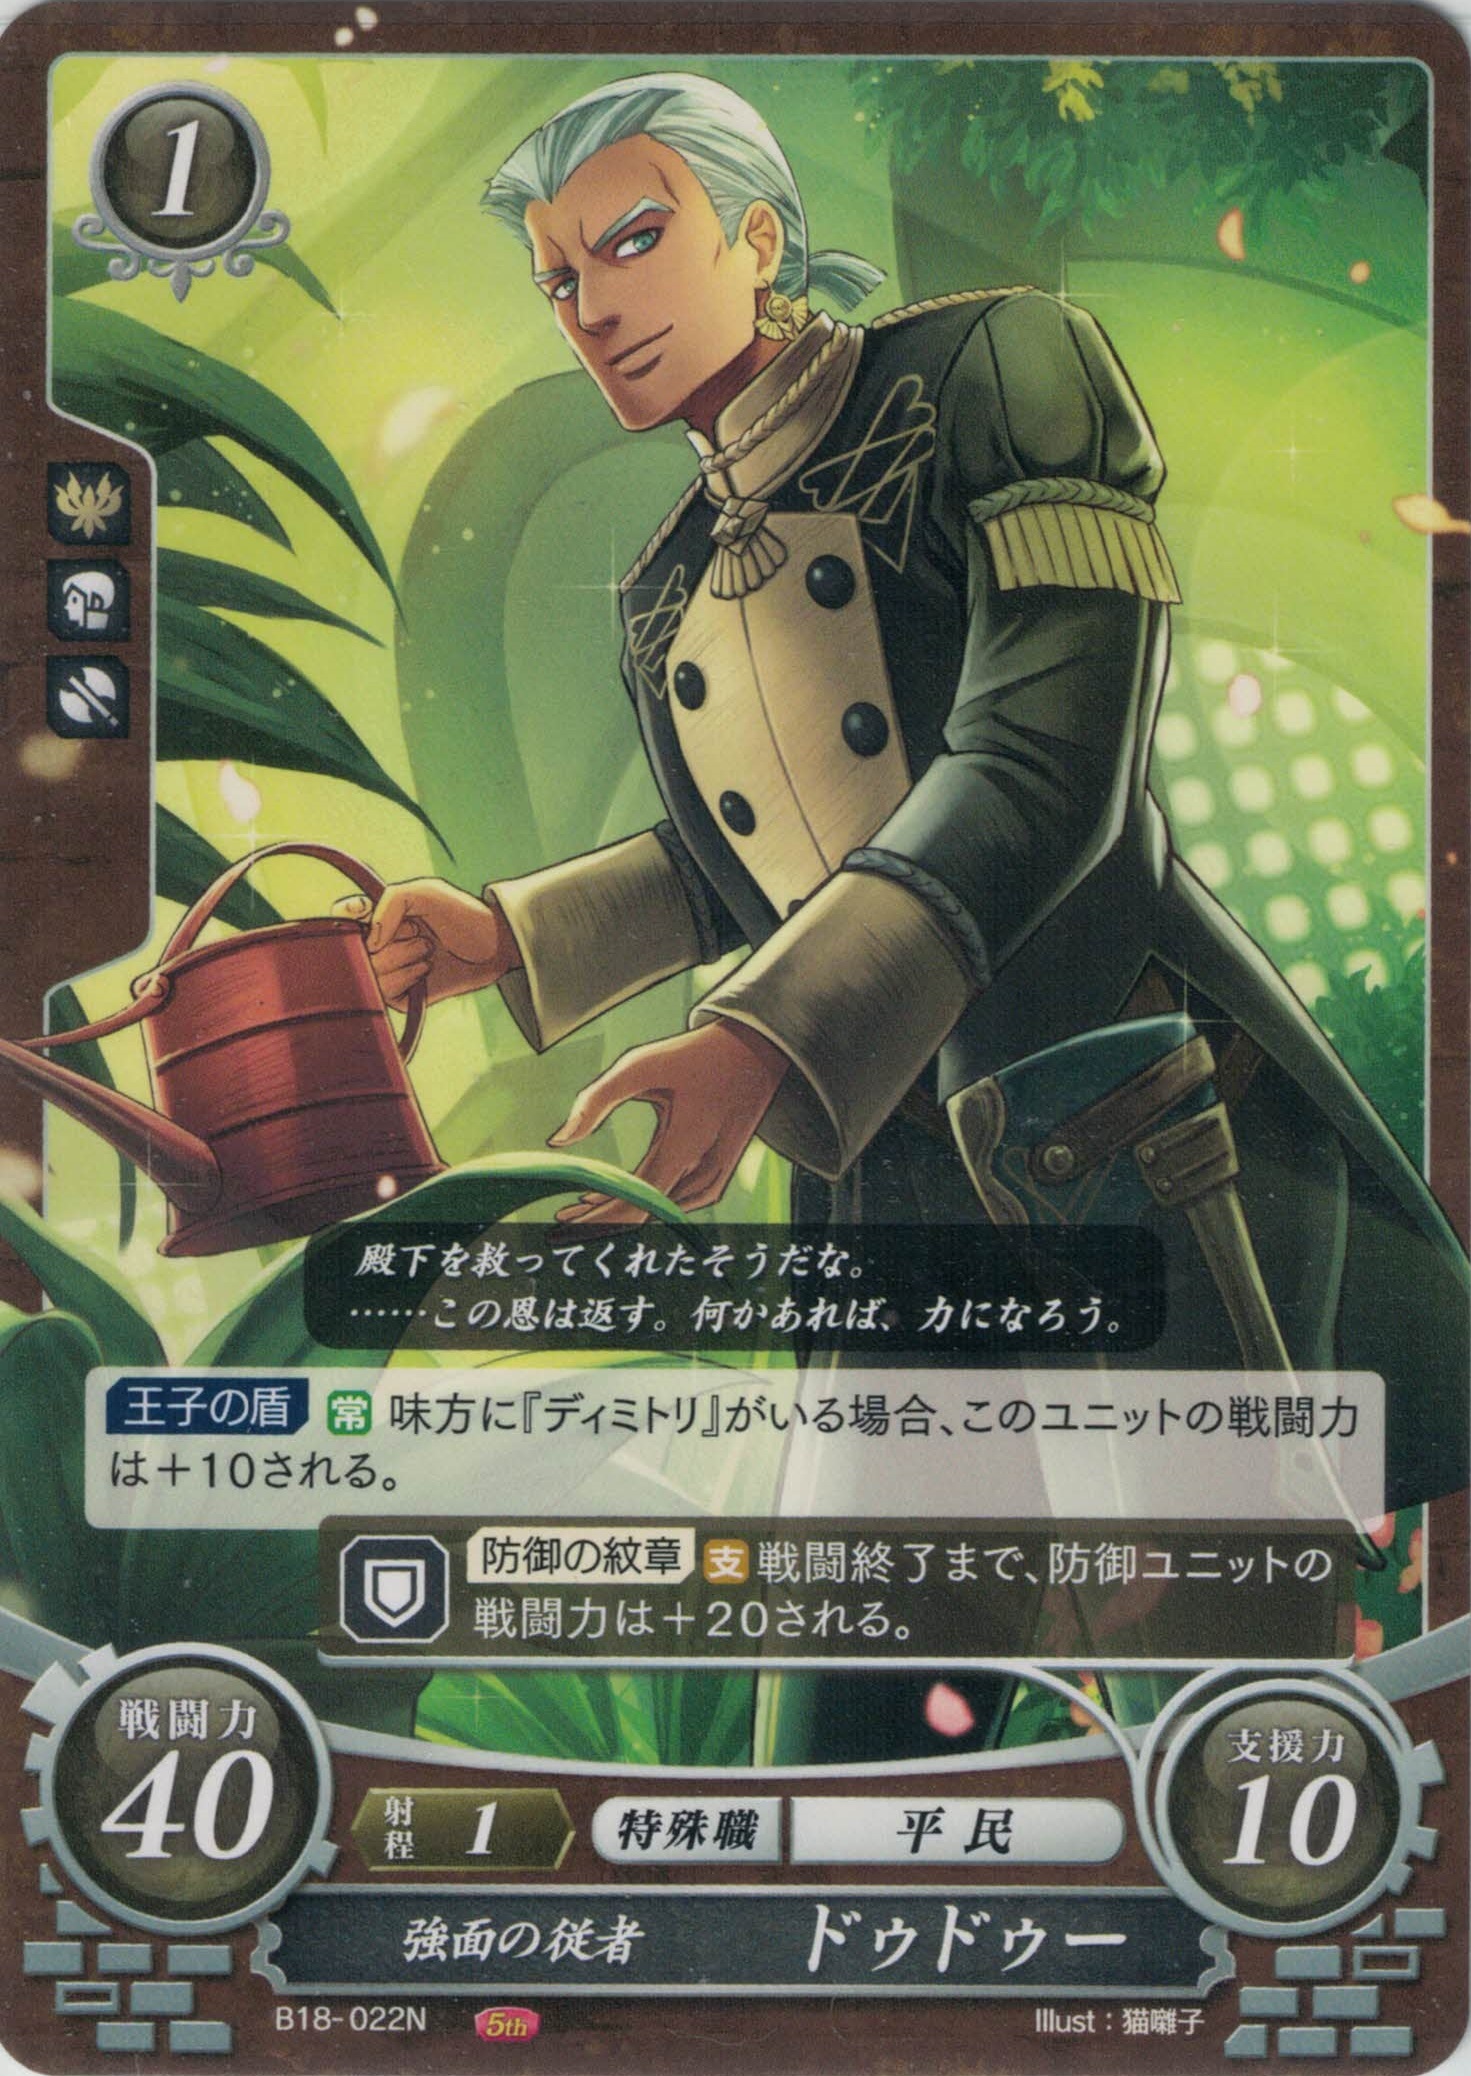 1
殿下を救ってくれたそうだな。
……この恩は返す。何かあれば、力になろう。
王子の盾 常 味方に『ディミトリ』がいる場合、このユニットの戦闘力
は＋10される。
防御の紋章 支 戦闘終了まで、防御ユニットの
戦闘力は＋20される。
戦闘力
40
射程 1
特殊職 平民
支援力
10
強面の従者 ドゥドゥー
B18-022N 5th Illust：猫囃子